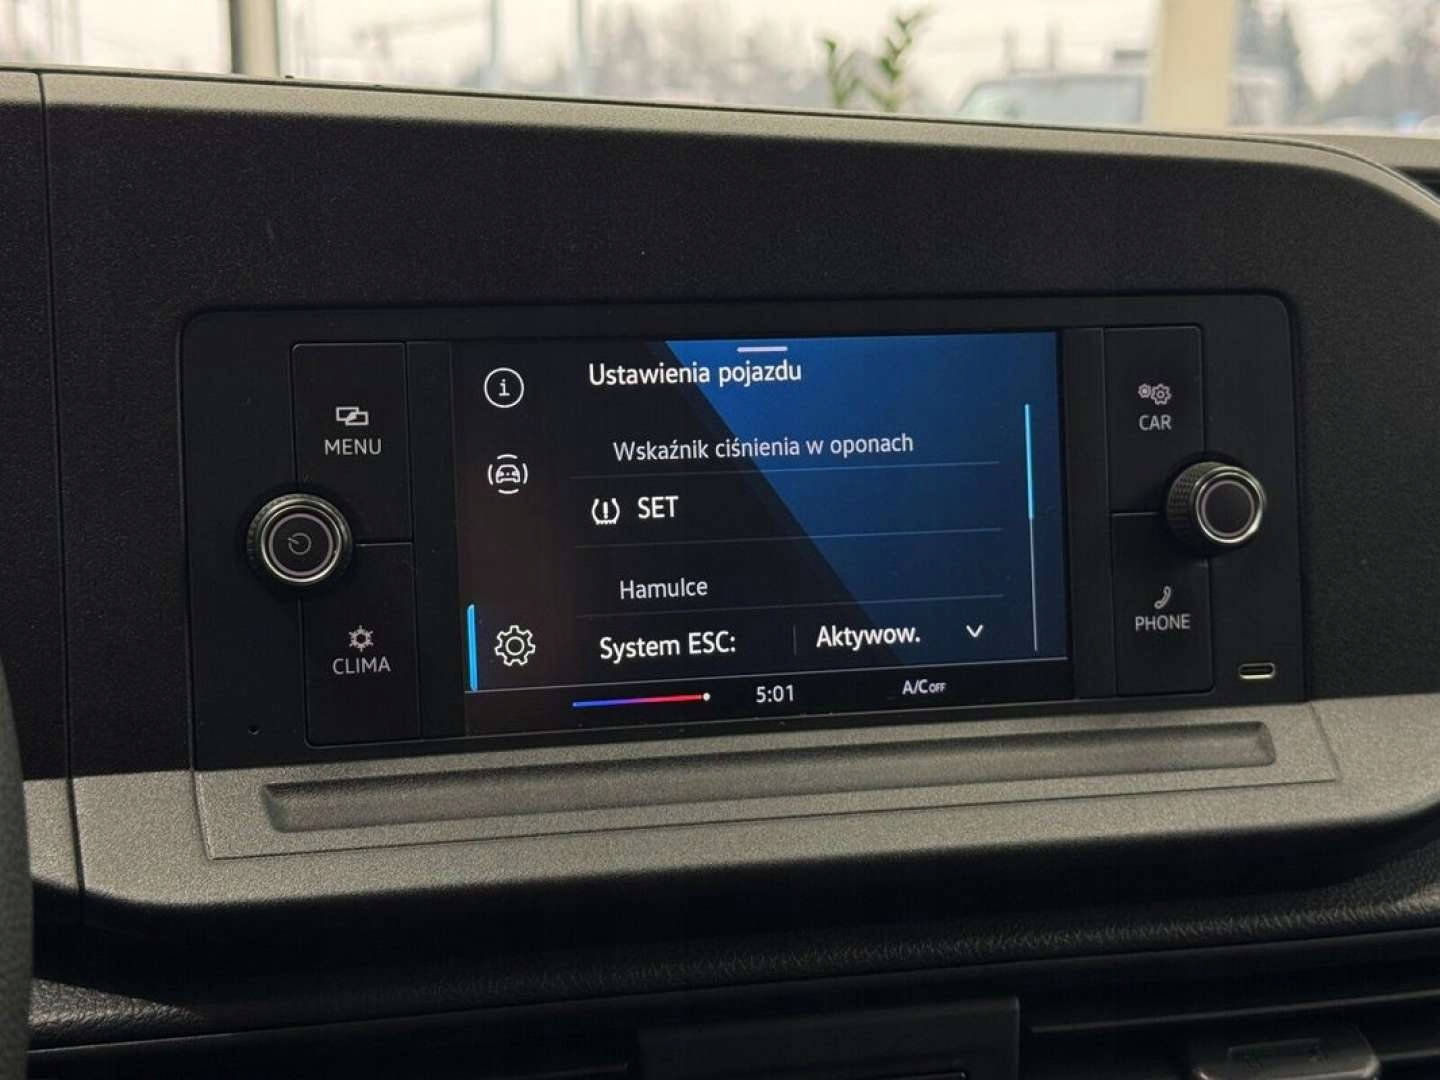 Ustawienia pojazdu
MENU
Wskaźnik ciśnienia w oponach
CAR
SET
Hamulce
PHONE
System ESC: Aktywow.
CLIMA
5:01 A/C OFF